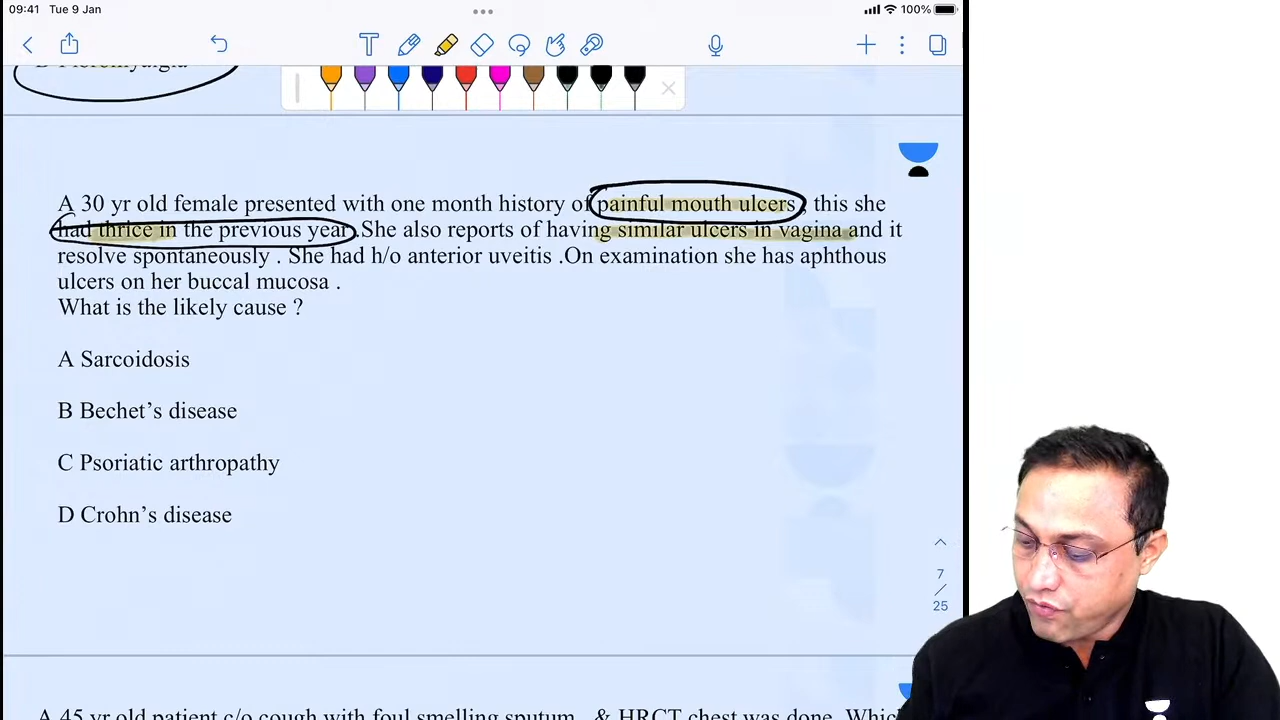 09:41 Tue 9 Jan
100%
D Fibromyalgia
A 30 yr old female presented with one month history of painful mouth ulcers , this she
had thrice in the previous year .She also reports of having similar ulcers in vagina and it
resolve spontaneously . She had h/o anterior uveitis .On examination she has aphthous
ulcers on her buccal mucosa .
What is the likely cause ?
A Sarcoidosis
B Bechet’s disease
C Psoriatic arthropathy
D Crohn’s disease
7
/
25
A 45 yr old patient c/o cough with foul smelling sputum , & HRCT chest was done. Which